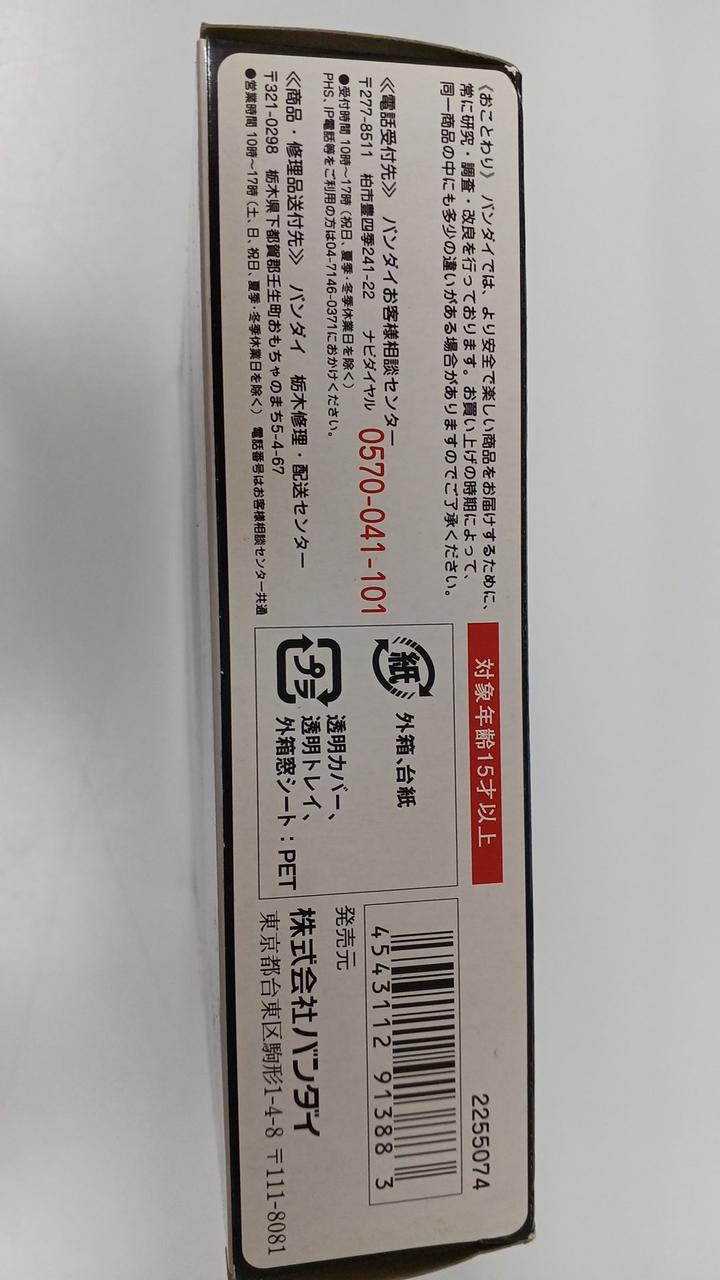 《おことわり》 バンダイでは、より安全で楽しい商品をお届けするために、
常に研究・調査・改良を行っております。お買い上げの時期によって、
同一商品の中にも多少の違いがある場合がありますのでご了承ください。
≪電話受付先≫ バンダイお客様相談センター
〒277-8511 柏市豊四季241-22 ナビダイヤル 0570-041-101
●受付時間 10時〜17時(祝日、夏季・冬季休業日を除く)
PHS、IP電話等をご利用の方は04-7146-0371におかけください。
≪商品・修理品送付先≫ バンダイ 栃木修理・配送センター
〒321-0298 栃木県下都賀郡壬生町おもちゃのまち5-4-67
●営業時間 10時〜17時(土、日、祝日、夏季・冬季休業日を除く) 電話番号はお客様相談センター共通
対象年齢15才以上
紙 外箱、台紙
プラ 透明カバー、
透明トレイ、
外箱窓シート:PET
2255074
4543112 91388 3
発売元
株式会社バンダイ
東京都台東区駒形1-4-8 〒111-8081